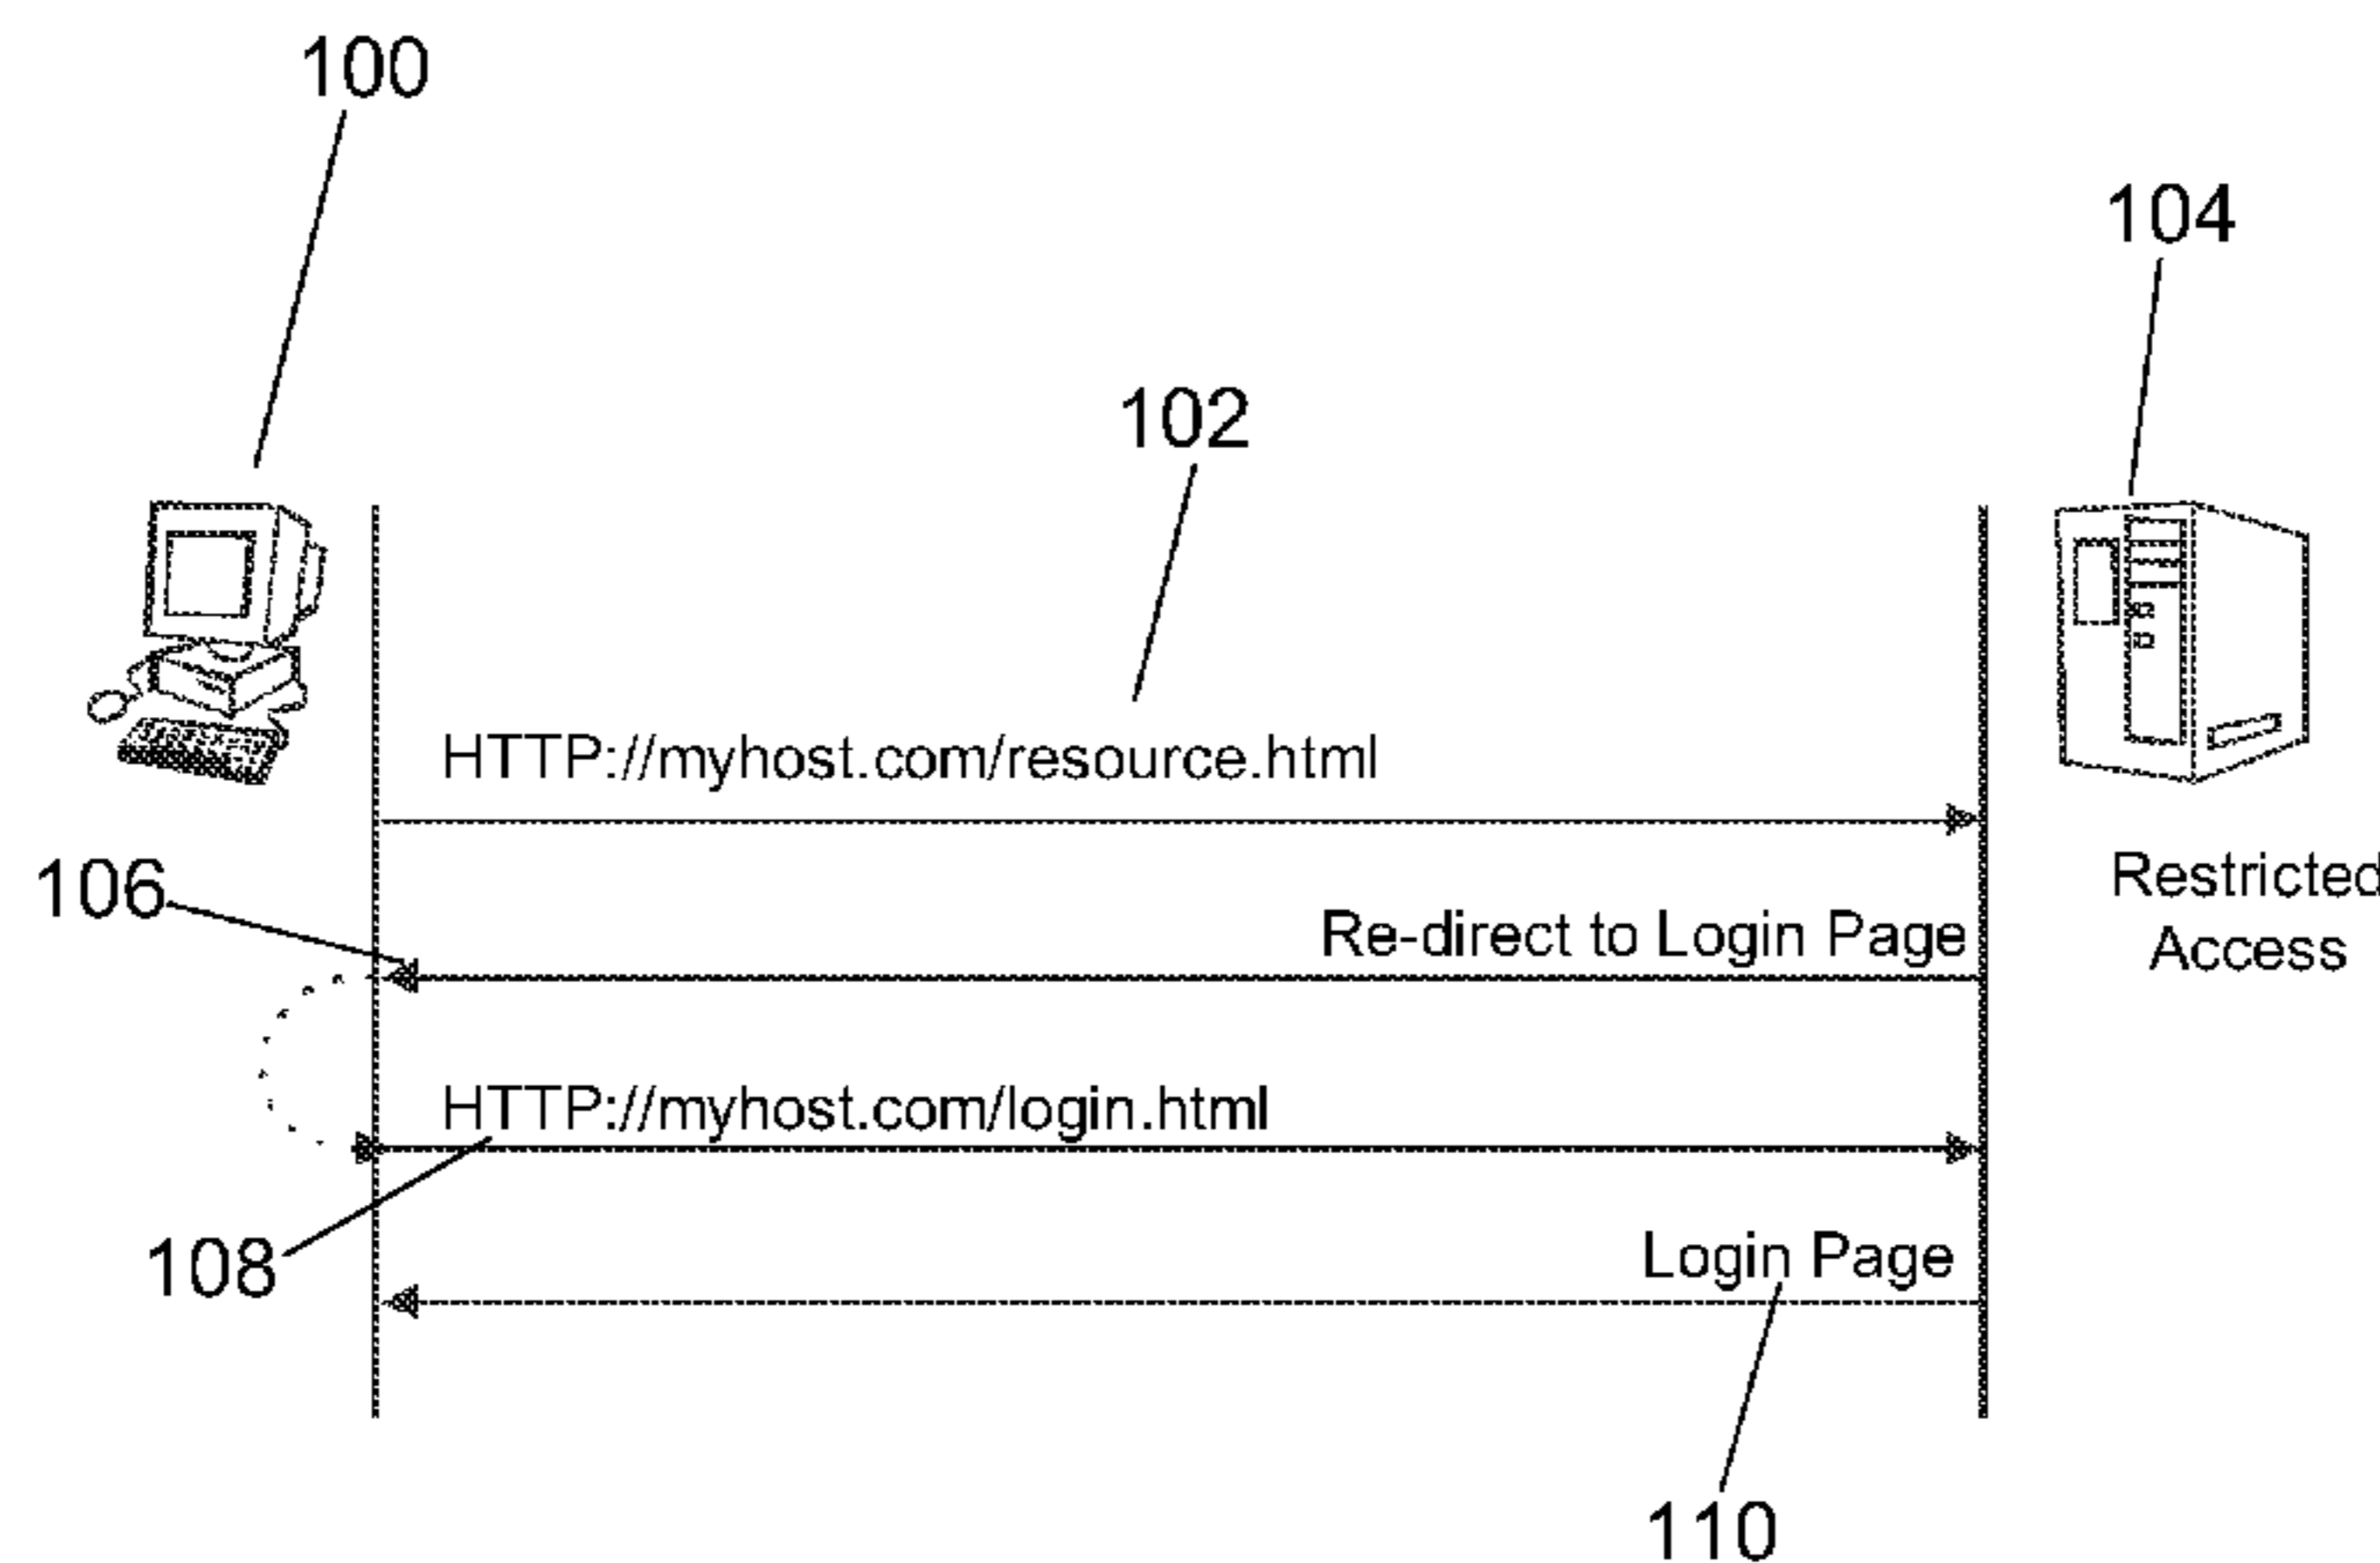 100
104
102
HTTP://myhost.com/resource.html
106
Restricted
Access
Re-direct to Login Page
HTTP://myhost.com/login.html
108
Login Page
110